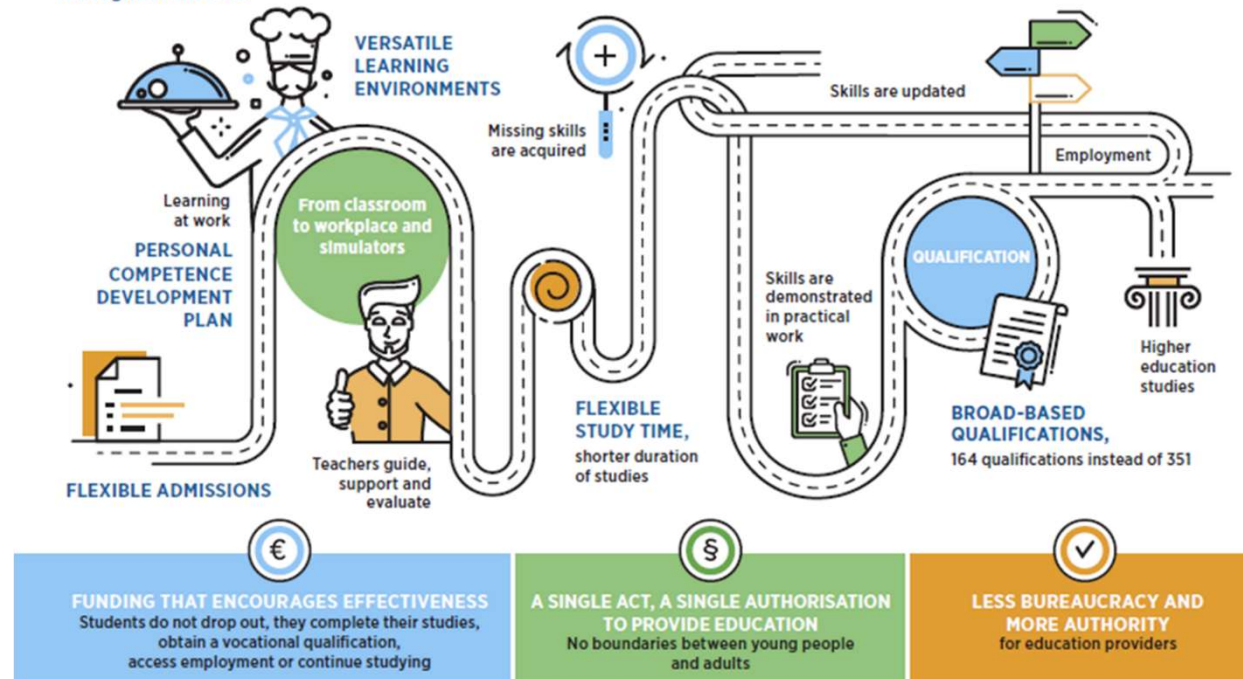 VERSATILE
LEARNING
ENVIRONMENTS
Learning
at work
From classroom
to workplace and
simulators
PERSONAL
COMPETENCE
DEVELOPMENT
PLAN
FLEXIBLE ADMISSIONS
Teachers guide,
support and
evaluate
Missing skills
are acquired
FLEXIBLE
STUDY TIME,
shorter duration
of studies
Skills are updated
Employment
Skills are
demonstrated
in practical
work
QUALIFICATION
Higher
education
studies
BROAD-BASED
QUALIFICATIONS,
164 qualifications instead of 351
€
FUNDING THAT ENCOURAGES EFFECTIVENESS
Students do not drop out, they complete their studies,
obtain a vocational qualification,
access employment or continue studying
§
A SINGLE ACT, A SINGLE AUTHORISATION
TO PROVIDE EDUCATION
No boundaries between young people
and adults
LESS BUREAUCRACY AND
MORE AUTHORITY
for education providers